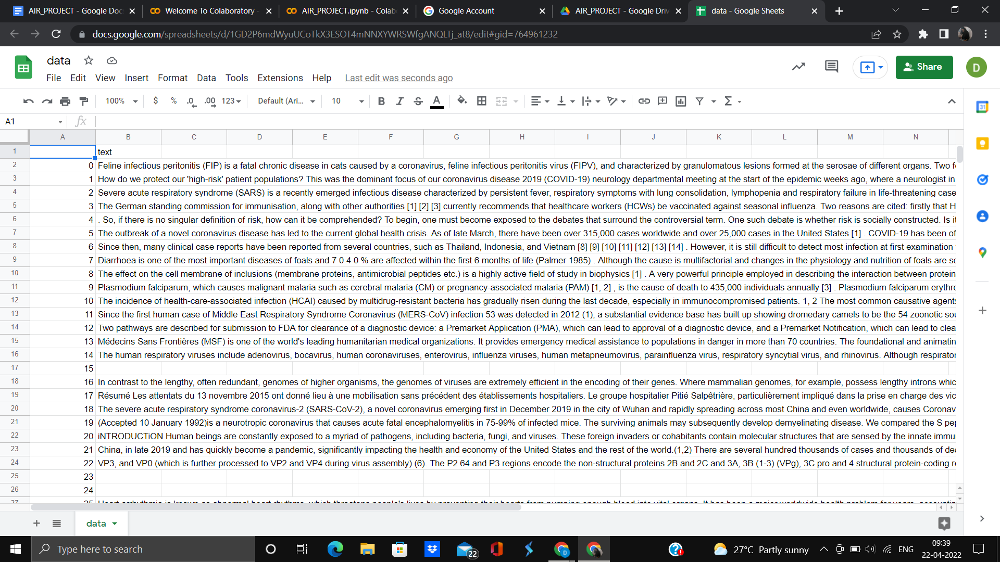 AIR_PROJECT - Google Doc
Welcome To Colaboratory -
AIR_PROJECT.ipynb - Colab
Google Account
AIR_PROJECT - Google Driv
data - Google Sheets
docs.google.com/spreadsheets/d/1GD2P6mdWyuUCoTkX3ESOT4mNNXYWRSWfgANQLTj_at8/edit#gid=764961232
data
File Edit View Insert Format Data Tools Extensions Help Last edit was seconds ago
Share
D
100% $ % .0 .00 123 Default (Ari... 10 B I S A Σ
31
A1 fx
A B C D E F G H I J K L M N
1 text
2 0 Feline infectious peritonitis (FIP) is a fatal chronic disease in cats caused by a coronavirus, feline infectious peritonitis virus (FIPV), and characterized by granulomatous lesions formed at the serosae of different organs. Two f
3 1 How do we protect our 'high-risk' patient populations? This was the dominant focus of our coronavirus disease 2019 (COVID-19) neurology departmental meeting at the start of the epidemic weeks ago, where a neurologist in
4 2 Severe acute respiratory syndrome (SARS) is a recently emerged infectious disease characterized by persistent fever, respiratory symptoms with lung consolidation, lymphopenia and respiratory failure in life-threatening case
5 3 The German standing commission for immunisation, along with other authorities [1] [2] [3] currently recommends that healthcare workers (HCWs) be vaccinated against seasonal influenza. Two reasons are cited: firstly that H
6 4 . So, if there is no singular definition of risk, how can it be comprehended? To begin, one must become exposed to the debates that surround the controversial term. One such debate is whether risk is socially constructed. Is it
7 5 The outbreak of a novel coronavirus disease has led to the current global health crisis. As of late March, there have been over 315,000 cases worldwide and over 25,000 cases in the United States [1] . COVID-19 has been of
8 6 Since then, many clinical case reports have been reported from several countries, such as Thailand, Indonesia, and Vietnam [8] [9] [10] [11] [12] [13] [14] . However, it is still difficult to detect most infection at first examination
9 7 Diarrhoea is one of the most important diseases of foals and 7 0 4 0 % are affected within the first 6 months of life (Palmer 1985) . Although the cause is multifactorial and changes in the physiology and nutrition of foals are so
10 8 The effect on the cell membrane of inclusions (membrane proteins, antimicrobial peptides etc.) is a highly active field of study in biophysics [1] . A very powerful principle employed in describing the interaction between protein
11 9 Plasmodium falciparum, which causes malignant malaria such as cerebral malaria (CM) or pregnancy-associated malaria (PAM) [1, 2] , is the cause of death to 435,000 individuals annually [3] . Plasmodium falciparum erythro
12 10 The incidence of health-care-associated infection (HCAI) caused by multidrug-resistant bacteria has gradually risen during the last decade, especially in immunocompromised patients. 1, 2 The most common causative agents
13 11 Since the first human case of Middle East Respiratory Syndrome Coronavirus (MERS-CoV) infection 53 was detected in 2012 (1), a substantial evidence base has built up showing dromedary camels to be the 54 zoonotic sou
14 12 Two pathways are described for submission to FDA for clearance of a diagnostic device: a Premarket Application (PMA), which can lead to approval of a diagnostic device, and a Premarket Notification, which can lead to clea
15 13 Médecins Sans Frontières (MSF) is one of the world's leading humanitarian medical organizations. It provides emergency medical assistance to populations in danger in more than 70 countries. The foundational and animatin
16 14 The human respiratory viruses include adenovirus, bocavirus, human coronaviruses, enterovirus, influenza viruses, human metapneumovirus, parainfluenza virus, respiratory syncytial virus, and rhinovirus. Although respirator
17 15
18 16 In contrast to the lengthy, often redundant, genomes of higher organisms, the genomes of viruses are extremely efficient in the encoding of their genes. Where mammalian genomes, for example, possess lengthy introns whic
19 17 Résumé Les attentats du 13 novembre 2015 ont donné lieu à une mobilisation sans précédent des établissements hospitaliers. Le groupe hospitalier Pitié Salpêtrière, particulièrement impliqué dans la prise en charge des vic
20 18 The severe acute respiratory syndrome coronavirus-2 (SARS-CoV-2), a novel coronavirus emerging first in December 2019 in the city of Wuhan and rapidly spreading across most China and even worldwide, causes Coronav
21 19 (Accepted 10 January 1992)is a neurotropic coronavirus that causes acute fatal encephalomyelitis in 75-99% of infected mice. The surviving animals may subsequently develop demyelinating disease. We compared the S pep
22 20 iNTRODUCTiON Human beings are constantly exposed to a myriad of pathogens, including bacteria, fungi, and viruses. These foreign invaders or cohabitants contain molecular structures that are sensed by the innate immu
23 21 China, in late 2019 and has quickly become a pandemic, significantly impacting the health and economy of the United States and the rest of the world.(1,2) There are several hundred thousands of cases and thousands of dea
24 22 VP3, and VP0 (which is further processed to VP2 and VP4 during virus assembly) (6). The P2 64 and P3 regions encode the non-structural proteins 2B and 2C and 3A, 3B (1-3) (VPg), 3C pro and 4 structural protein-coding r
25 23
26 24
27 25 Heart arrhythmia is known as abnormal heart rhythms, which threatens people's lives by preventing their hearts from pumping enough blood into vital organs. It has been a major worldwide health problem for years, accountin
data
Type here to search
22
27°C Partly sunny
ENG
09:39
22-04-2022